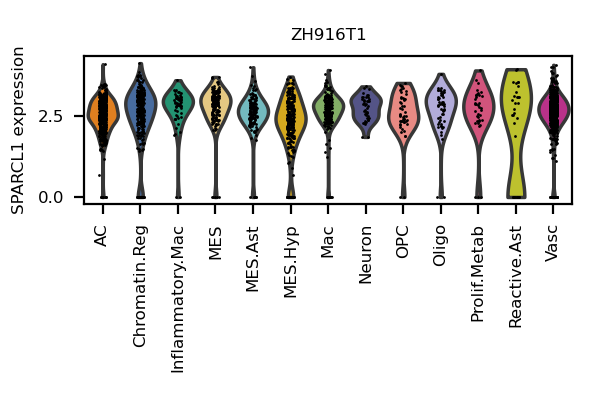 ZH916T1
SPARCL1 expression
2.5
0.0
AC
Chromatin.Reg
Inflammatory.Mac
MES
MES.Ast
MES.Hyp
Mac
Neuron
OPC
Oligo
Prolif.Metab
Reactive.Ast
Vasc